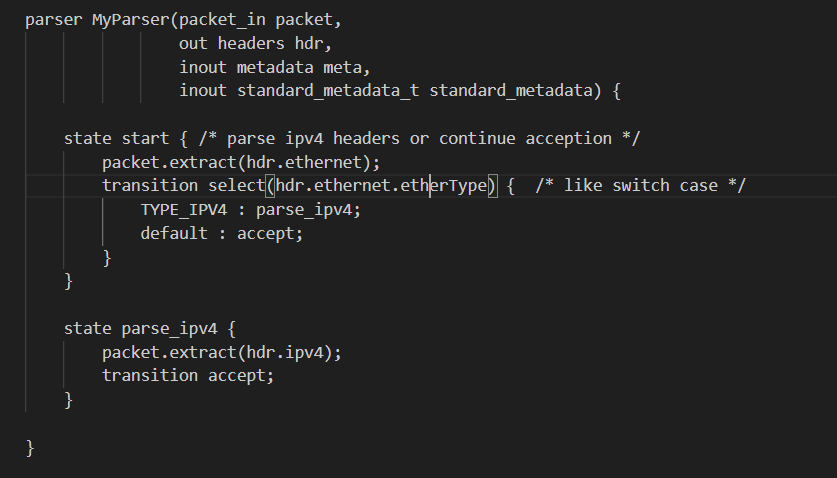 parser MyParser(packet_in packet,
out headers hdr,
inout metadata meta,
inout standard_metadata_t standard_metadata) {
state start { /* parse ipv4 headers or continue acception */
packet.extract(hdr.ethernet);
transition select(hdr.ethernet.etherType) {  /* like switch case */
TYPE_IPV4 : parse_ipv4;
default : accept;
}
}
state parse_ipv4 {
packet.extract(hdr.ipv4);
transition accept;
}
}